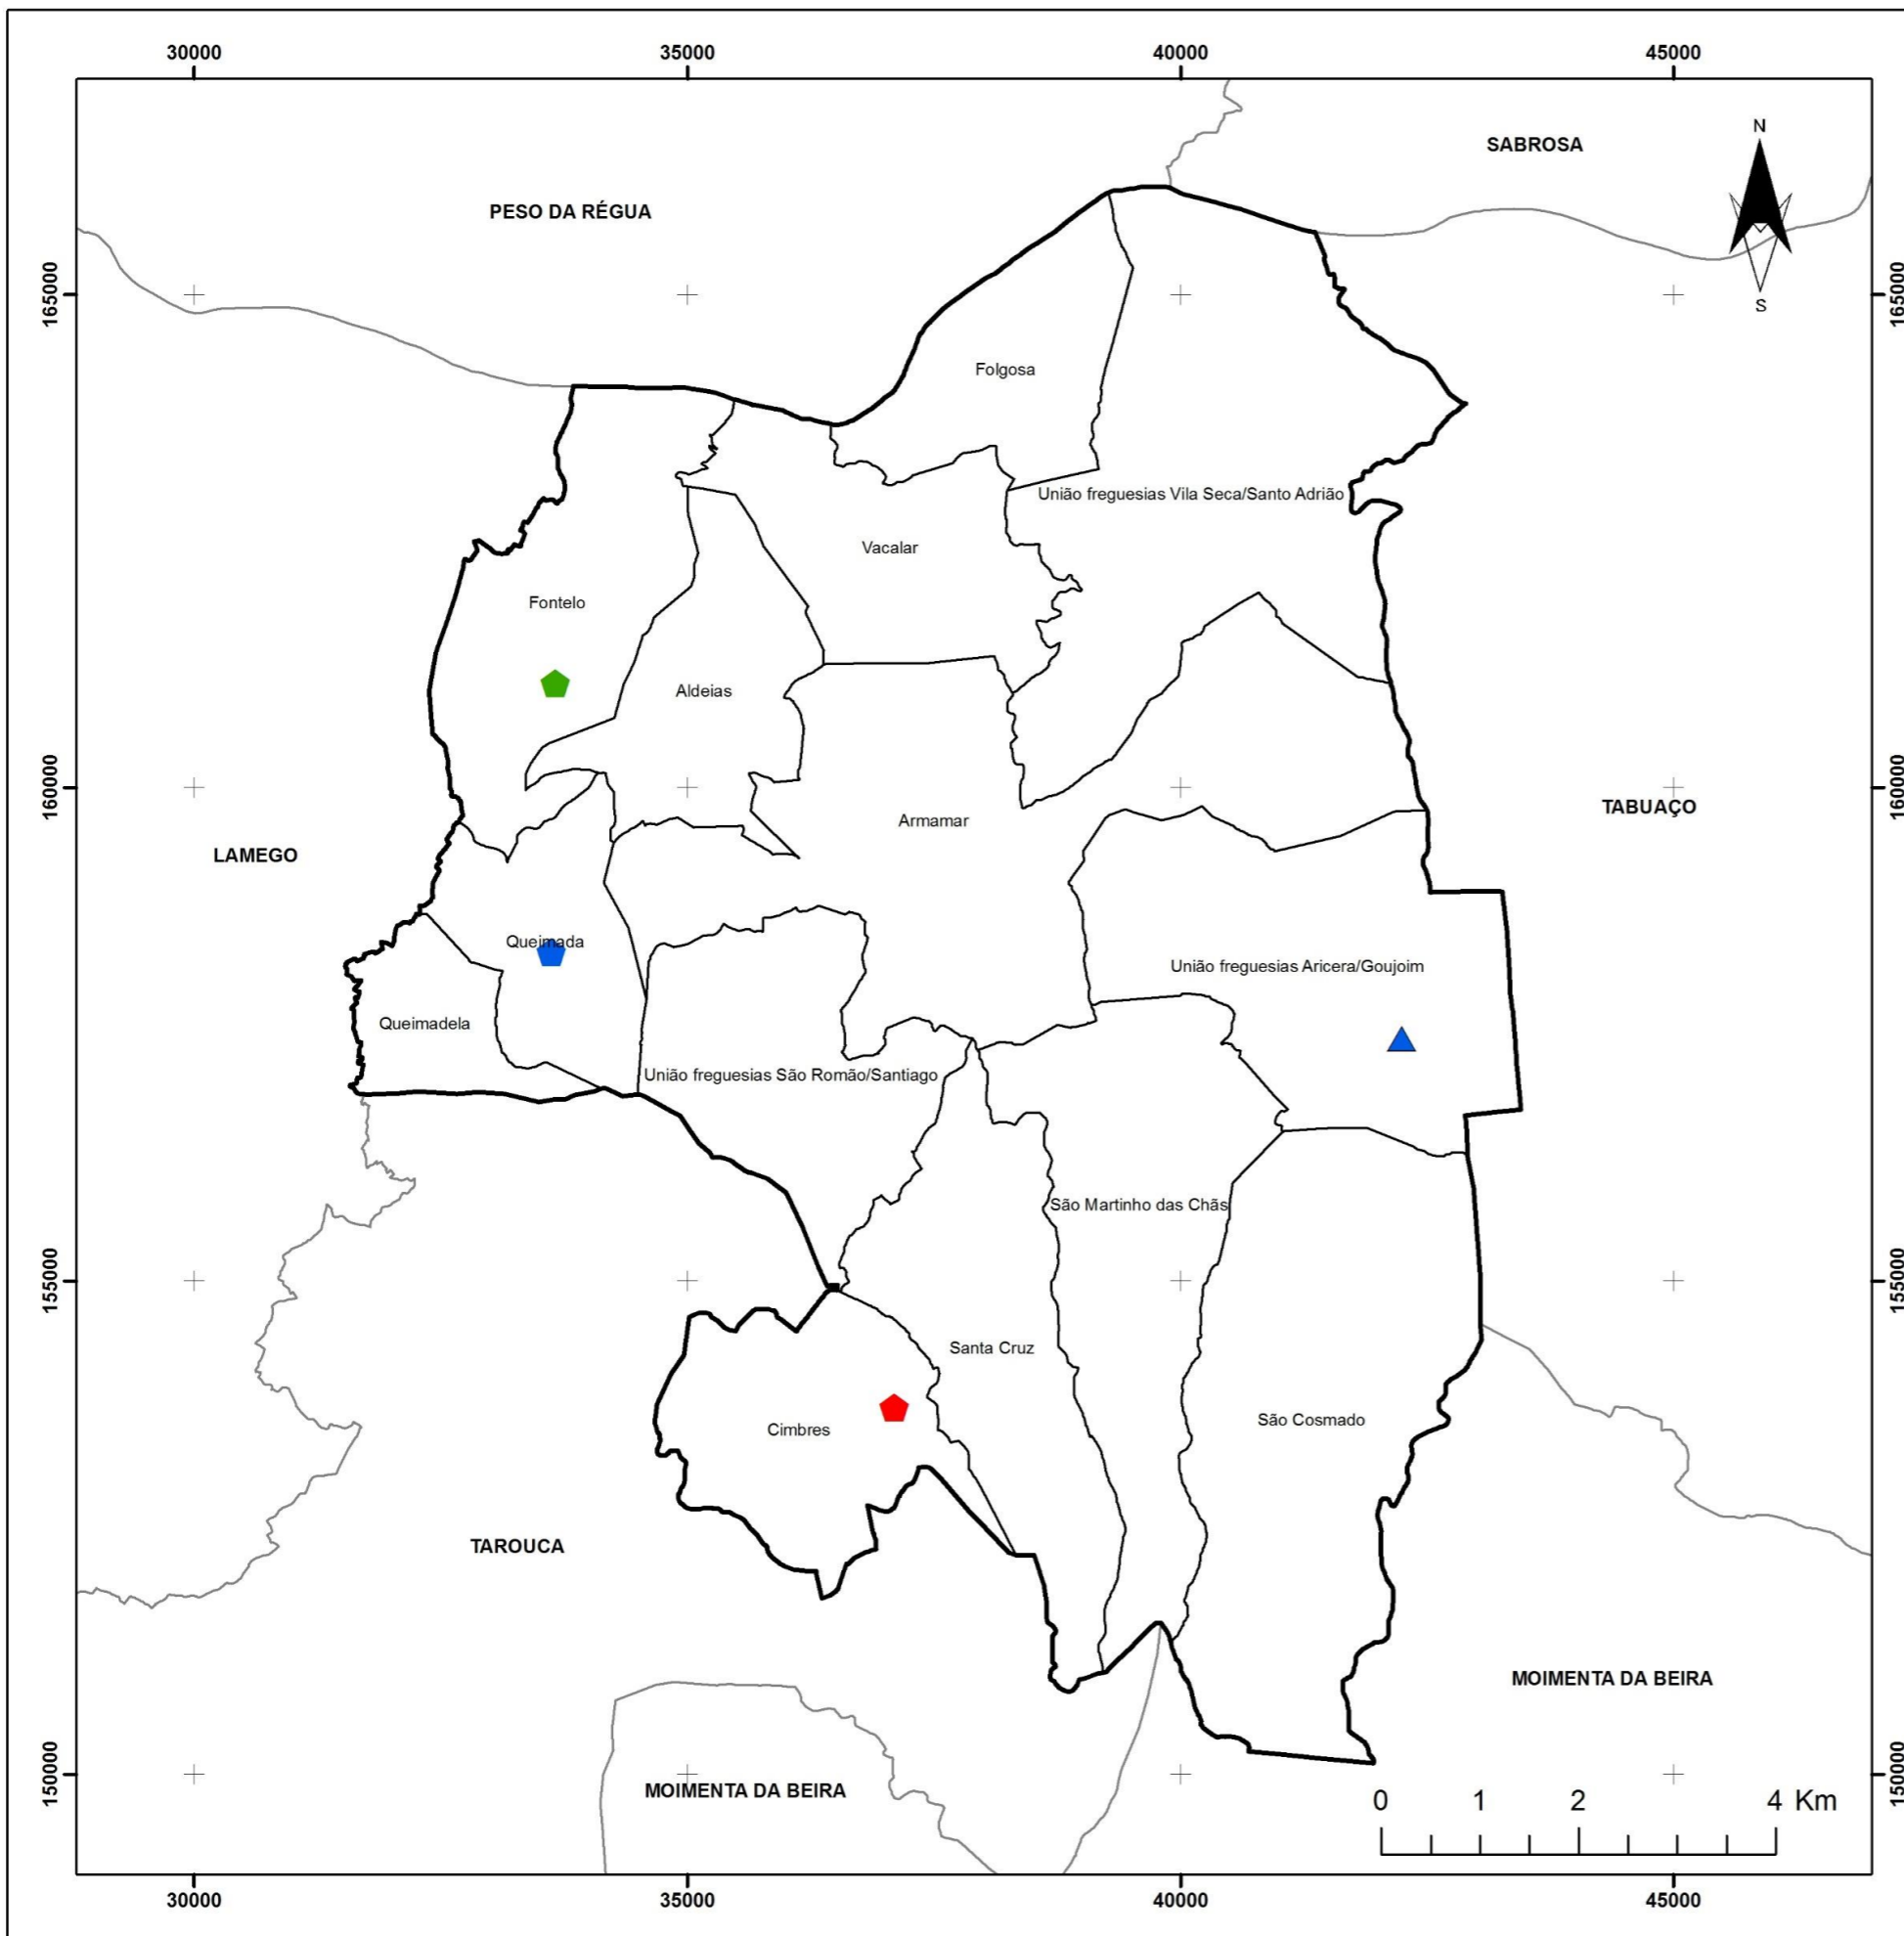 30000
35000
40000
45000
SABROSA
N
PESO DA RÉGUA
165000
165000
S
Folgosa
União freguesias Vila Seca/Santo Adrião
Vacalar
Fontelo
Aldeias
160000
160000
TABUAÇO
Armamar
LAMEGO
Queimada
União freguesias Aricera/Goujoim
Queimadela
União freguesias São Romão/Santiago
São Martinho das Chãs
155000
155000
Santa Cruz
São Cosmado
Cimbres
TAROUCA
MOIMENTA DA BEIRA
150000
150000
MOIMENTA DA BEIRA
0 1 2 4 Km
30000
35000
40000
45000